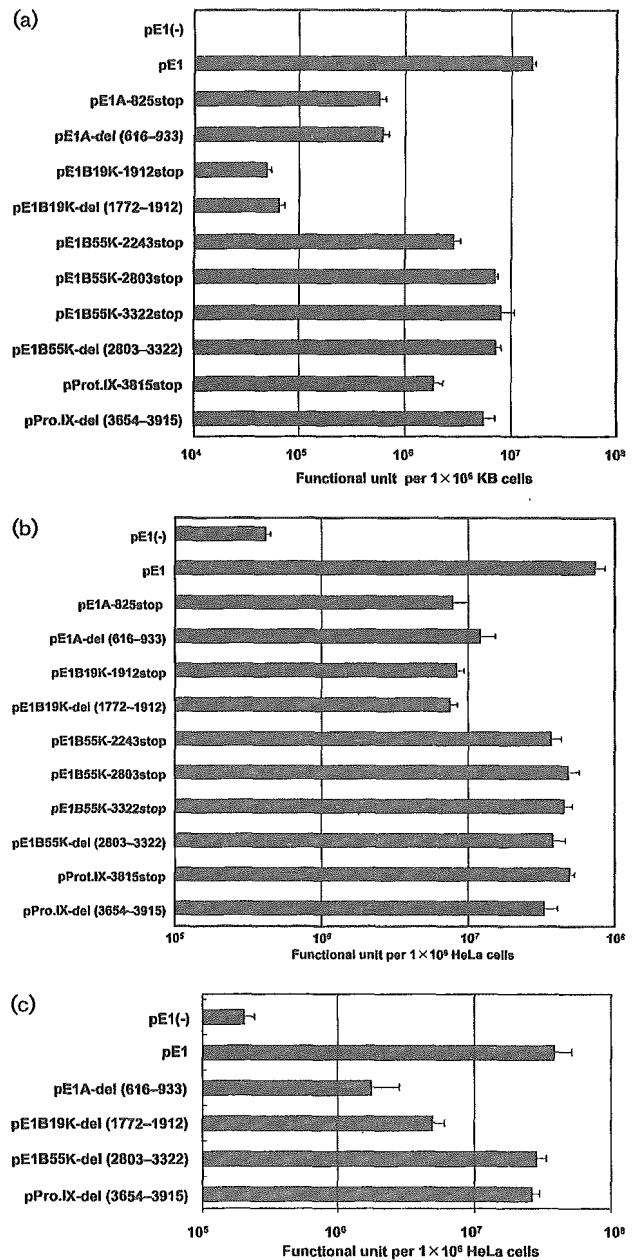 (a)
pE1(-)
pE1
pE1A-825stop
pE1A-del (616–933)
pE1B19K-1912stop
pE1B19K-del (1772–1912)
pE1B55K-2243stop
pE1B55K-2803stop
pE1B55K-3322stop
pE1B55K-del (2803–3322)
pProt.IX-3815stop
pPro.IX-del (3654–3915)
10⁴ 10⁵ 10⁶ 10⁷ 10⁸
Functional unit per 1×10⁶ KB cells
(b)
pE1(-)
pE1
pE1A-825stop
pE1A-del (616–933)
pE1B19K-1912stop
pE1B19K-del (1772–1912)
pE1B55K-2243stop
pE1B55K-2803stop
pE1B55K-3322stop
pE1B55K-del (2803–3322)
pProt.IX-3815stop
pPro.IX-del (3654–3915)
10⁵ 10⁶ 10⁷ 10⁸
Functional unit per 1×10⁶ HeLa cells
(c)
pE1(-)
pE1
pE1A-del (616–933)
pE1B19K-del (1772–1912)
pE1B55K-del (2803–3322)
pPro.IX-del (3654–3915)
10⁵ 10⁶ 10⁷ 10⁸
Functional unit per 1×10⁶ HeLa cells